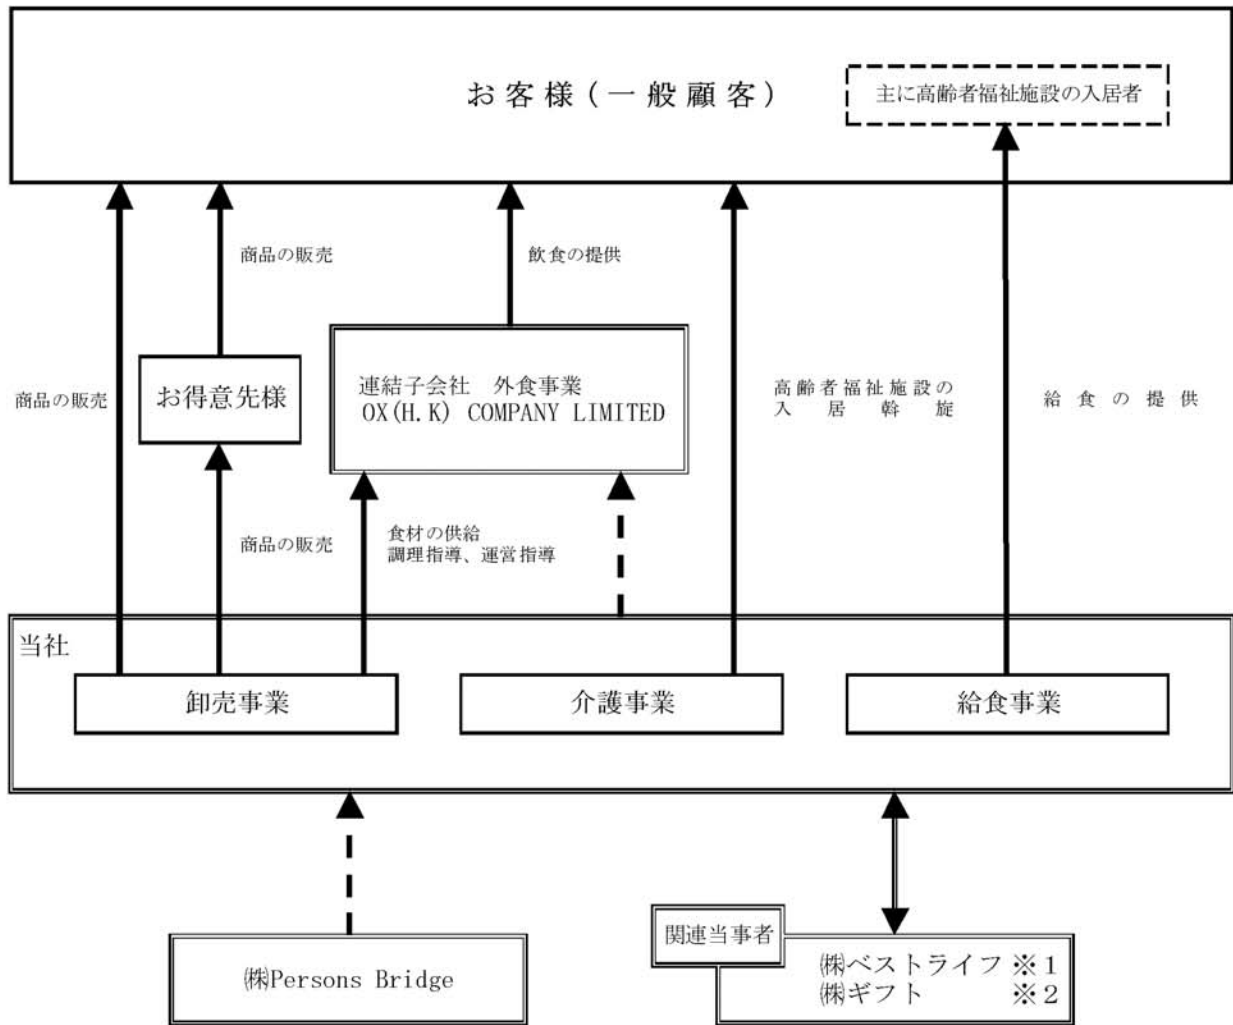 お客様(一般顧客)
主に高齢者福祉施設の入居者
商品の販売
飲食の提供
商品の販売
お得意先様
連結子会社　外食事業
OX(H.K) COMPANY LIMITED
高齢者福祉施設の
入居斡旋
給食の提供
商品の販売
食材の供給
調理指導、運営指導
当社
卸売事業
介護事業
給食事業
㈱Persons Bridge
関連当事者
㈱ベストライフ ※1
㈱ギフト ※2